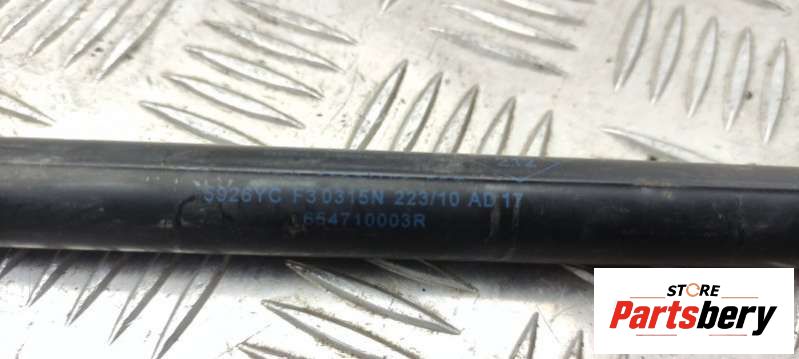 5926YC F3 0315N 223/10 AD 17
654710003R
STORE
Partsbery